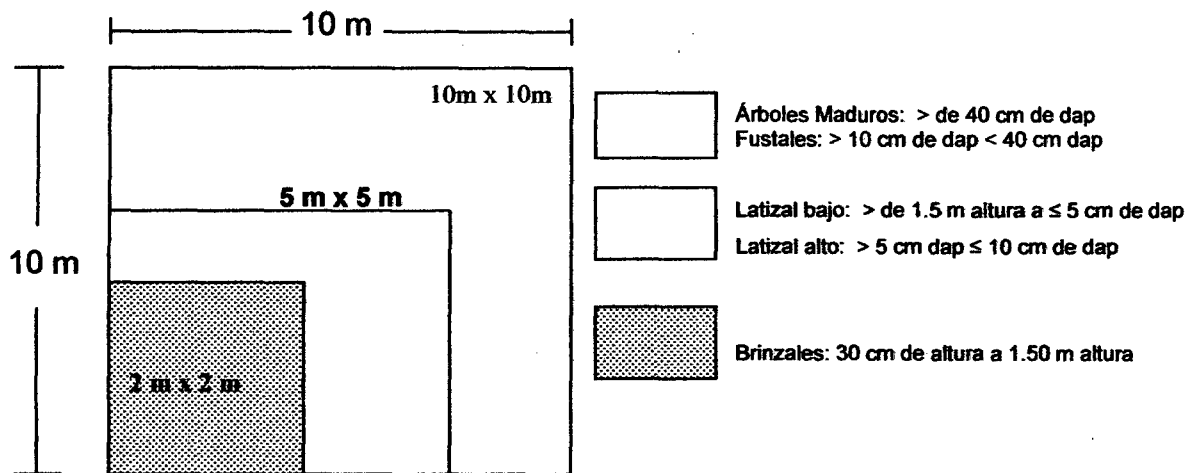 10 m
10m x 10m
5 m x 5 m
10 m
2 m x 2 m
Árboles Maduros: > de 40 cm de dap
Fustales: > 10 cm de dap < 40 cm dap
Latizal bajo: > de 1.5 m altura a ≤ 5 cm de dap
Latizal alto: > 5 cm dap ≤ 10 cm de dap
Brinzales: 30 cm de altura a 1.50 m altura